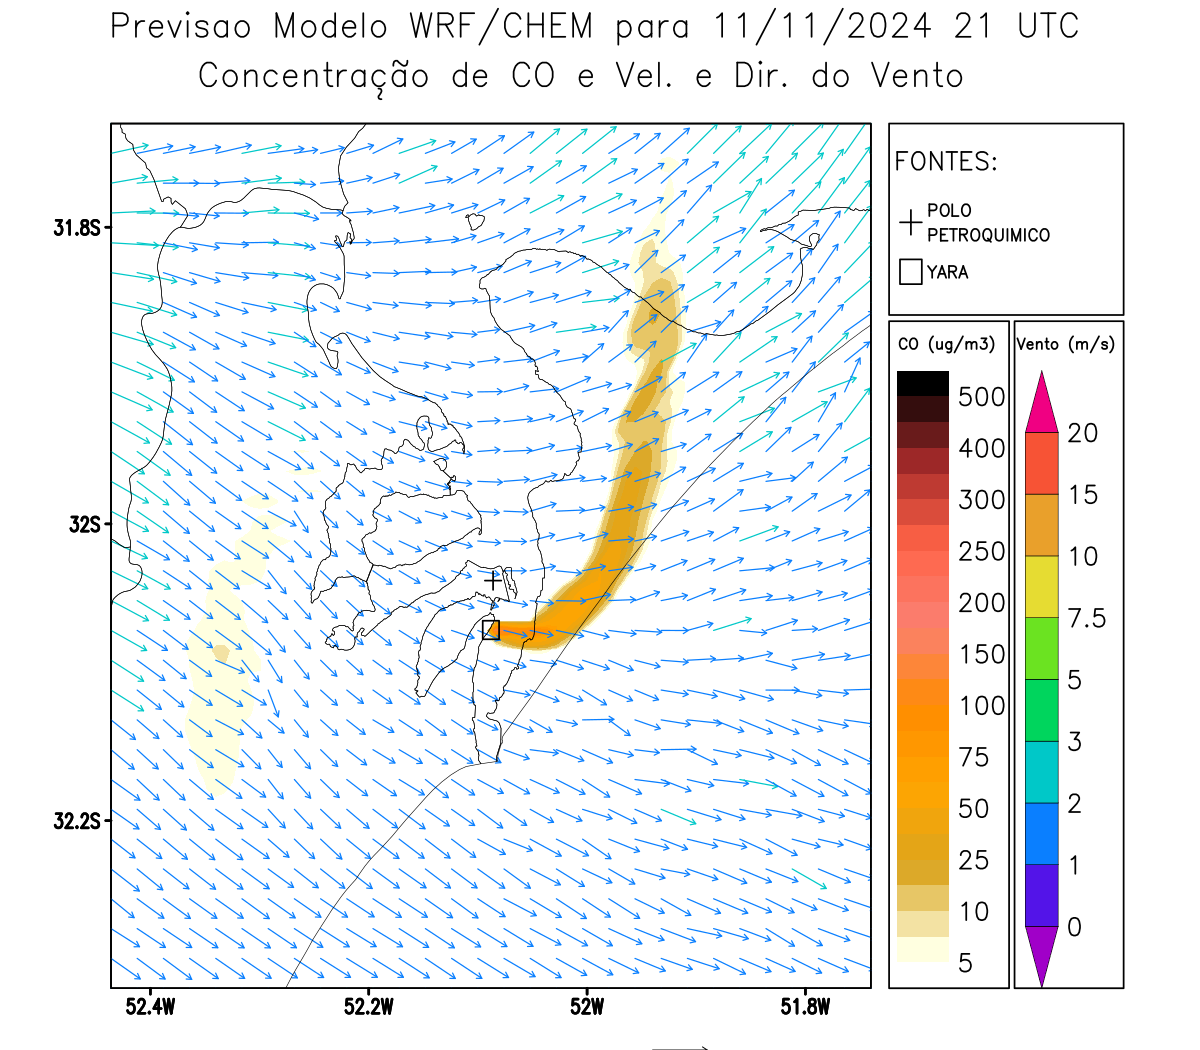 Previsao Modelo WRF/CHEM para 11/11/2024 21 UTC
Concentração de CO e Vel. e Dir. do Vento
FONTES:
POLO
PETROQUIMICO
YARA
CO (ug/m3)
500
400
300
250
200
150
100
75
50
25
10
5
Vento (m/s)
20
15
10
7.5
5
3
2
1
0
31.8S
32S
32.2S
52.4W
52.2W
52W
51.8W